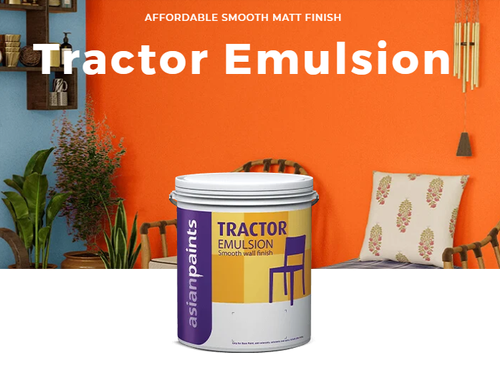 AFFORDABLE SMOOTH MATT FINISH
Tractor Emulsion
asianpaints
TRACTOR
EMULSION
Smooth wall finish